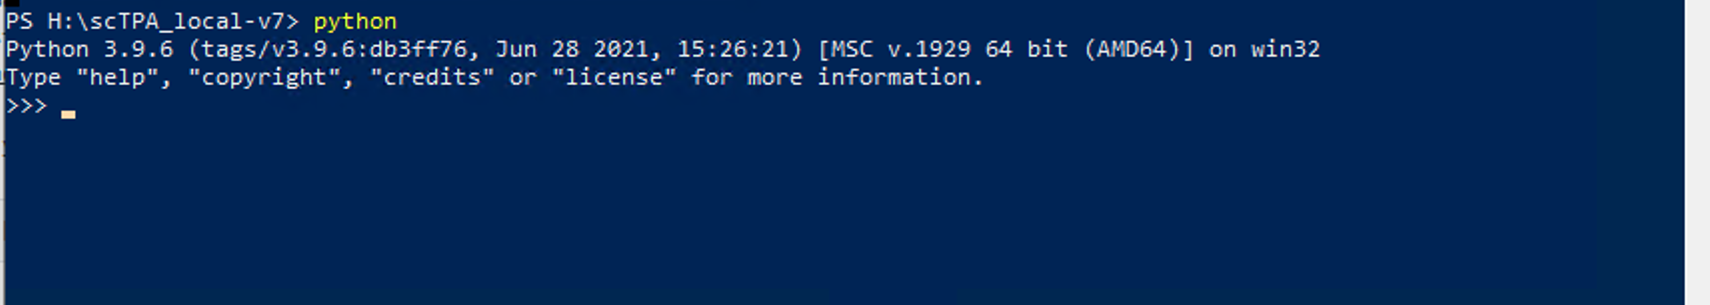 PS H:\scTPA_local-v7> python
Python 3.9.6 (tags/v3.9.6:db3ff76, Jun 28 2021, 15:26:21) [MSC v.1929 64 bit (AMD64)] on win32
Type "help", "copyright", "credits" or "license" for more information.
>>>